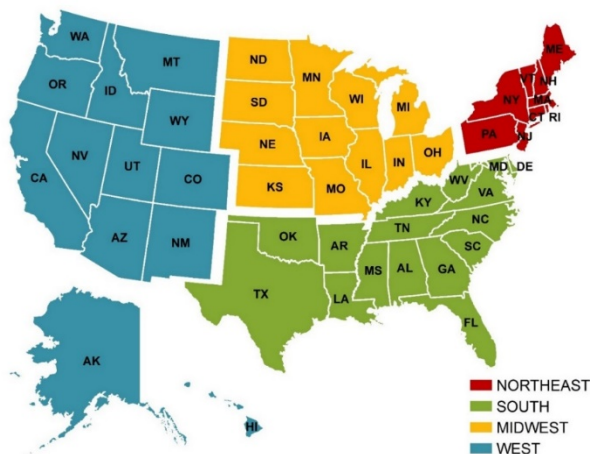 WA
MT
ND
MN
ME
OR
ID
SD
WI
MI
VT
NH
WY
NY
MA
CT RI
NV
NE
IA
PA
NJ
CA
UT
CO
IL
IN
OH
KS
MO
WV
MD
DE
KY
VA
AZ
NM
OK
AR
TN
NC
SC
TX
LA
MS
AL
GA
FL
AK
HI
NORTHEAST
SOUTH
MIDWEST
WEST